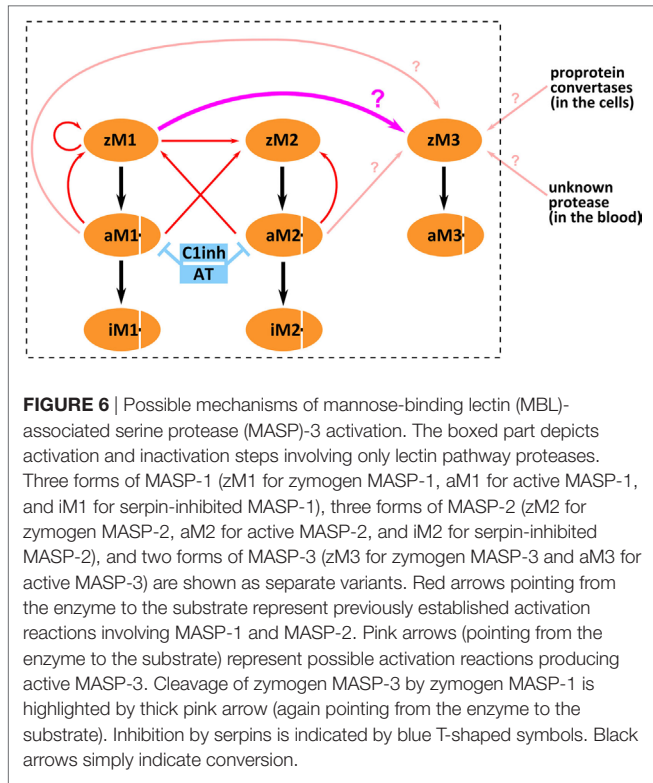 ?
?
proprotein
convertases
(in the cells)
?
zM1
zM2
zM3
?
?
unknown
protease
(in the blood)
aM1
aM2
aM3
C1inh
AT
iM1
iM2
FIGURE 6 | Possible mechanisms of mannose-binding lectin (MBL)-
associated serine protease (MASP)-3 activation. The boxed part depicts
activation and inactivation steps involving only lectin pathway proteases.
Three forms of MASP-1 (zM1 for zymogen MASP-1, aM1 for active MASP-1,
and iM1 for serpin-inhibited MASP-1), three forms of MASP-2 (zM2 for
zymogen MASP-2, aM2 for active MASP-2, and iM2 for serpin-inhibited
MASP-2), and two forms of MASP-3 (zM3 for zymogen MASP-3 and aM3 for
active MASP-3) are shown as separate variants. Red arrows pointing from
the enzyme to the substrate represent previously established activation
reactions involving MASP-1 and MASP-2. Pink arrows (pointing from the
enzyme to the substrate) represent possible activation reactions producing
active MASP-3. Cleavage of zymogen MASP-3 by zymogen MASP-1 is
highlighted by thick pink arrow (again pointing from the enzyme to the
substrate). Inhibition by serpins is indicated by blue T-shaped symbols. Black
arrows simply indicate conversion.